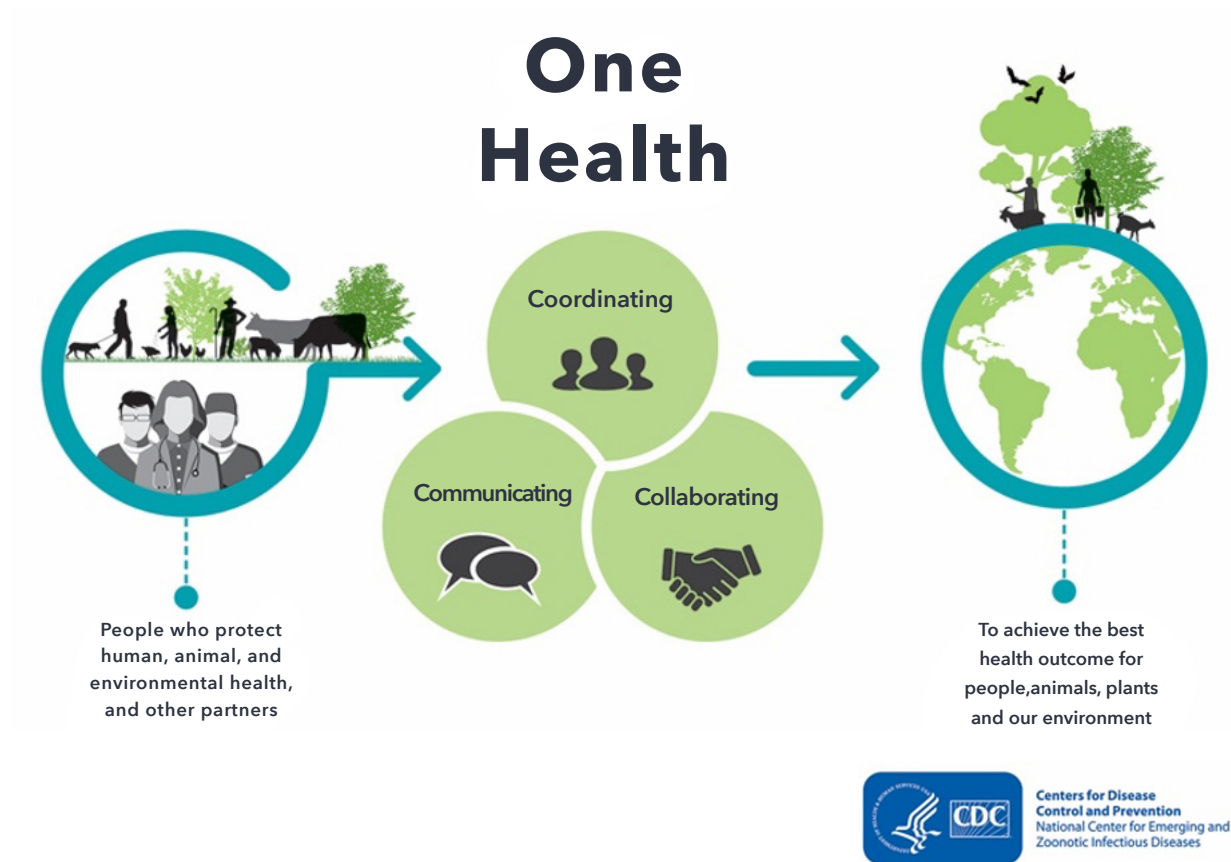 One
Health
Coordinating
Communicating
Collaborating
People who protect
human, animal, and
environmental health,
and other partners
To achieve the best
health outcome for
people,animals, plants
and our environment
CDC
Centers for Disease
Control and Prevention
National Center for Emerging and
Zoonotic Infectious Diseases